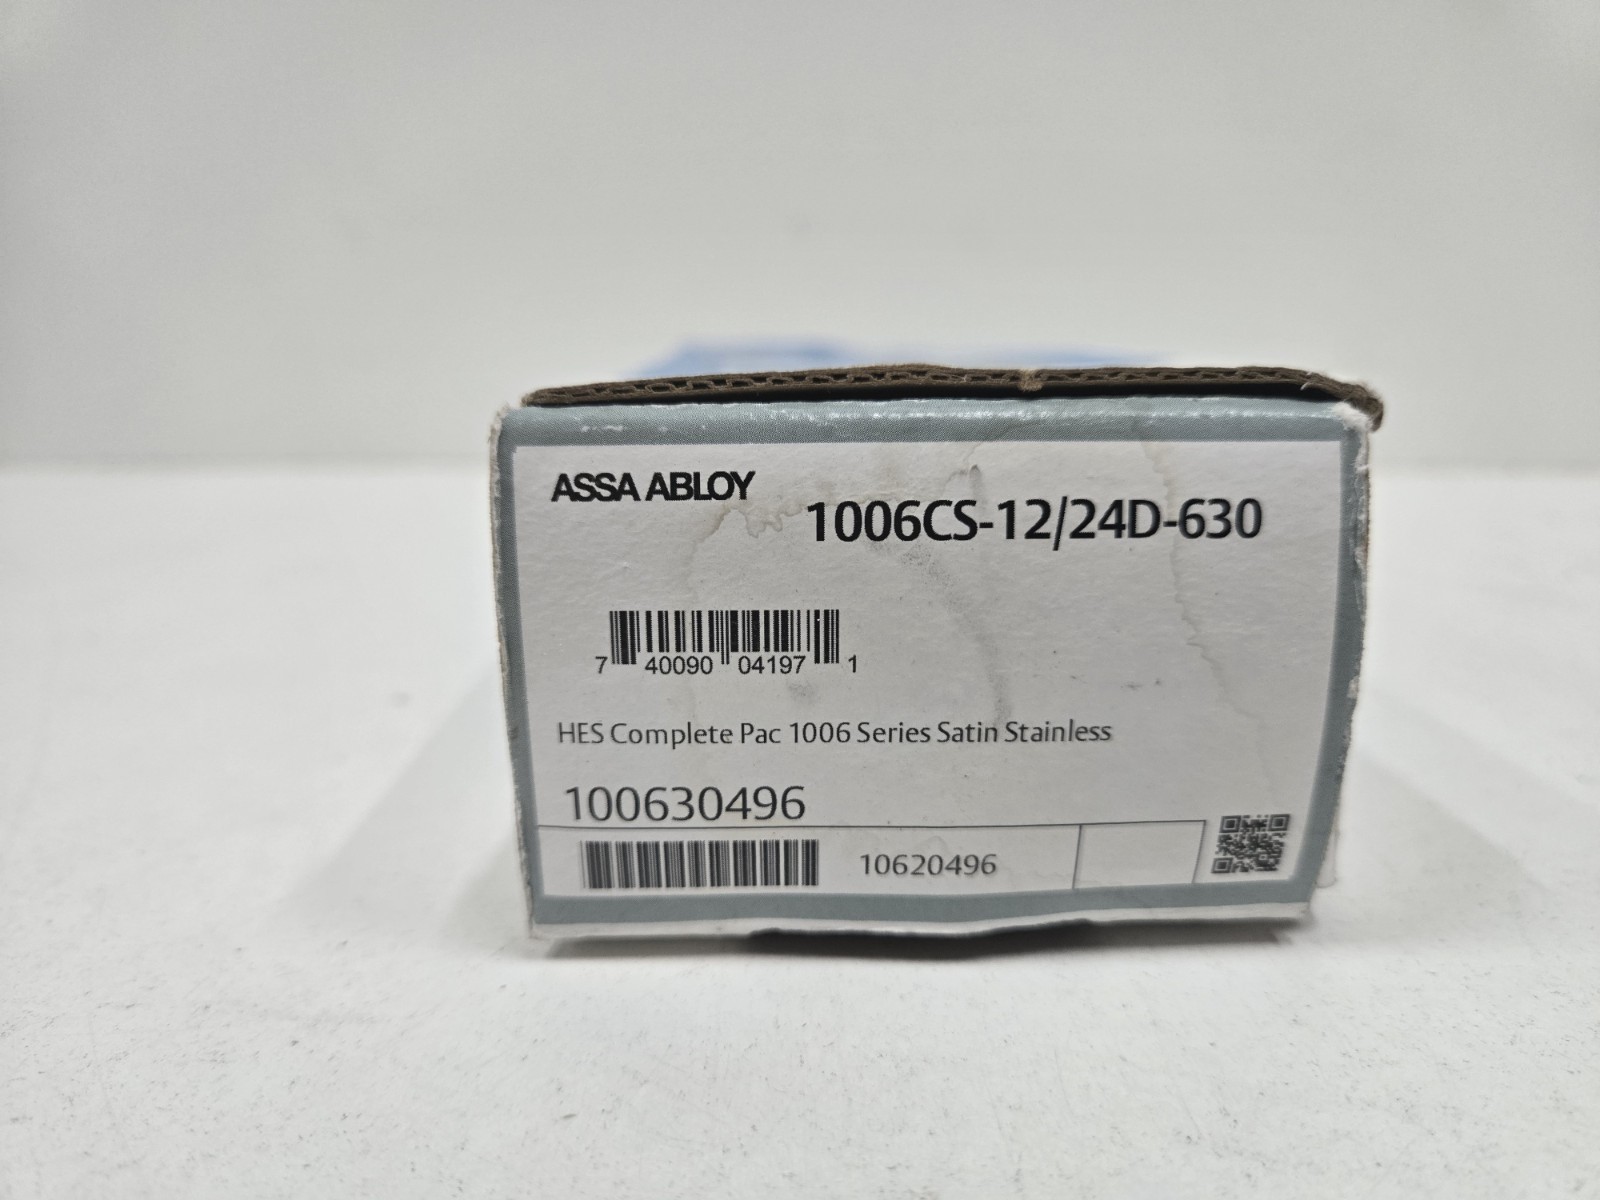 ASSA ABLOY
1006CS-12/24D-630
7 40090 04197 1
HES Complete Pac 1006 Series Satin Stainless
100630496
10620496